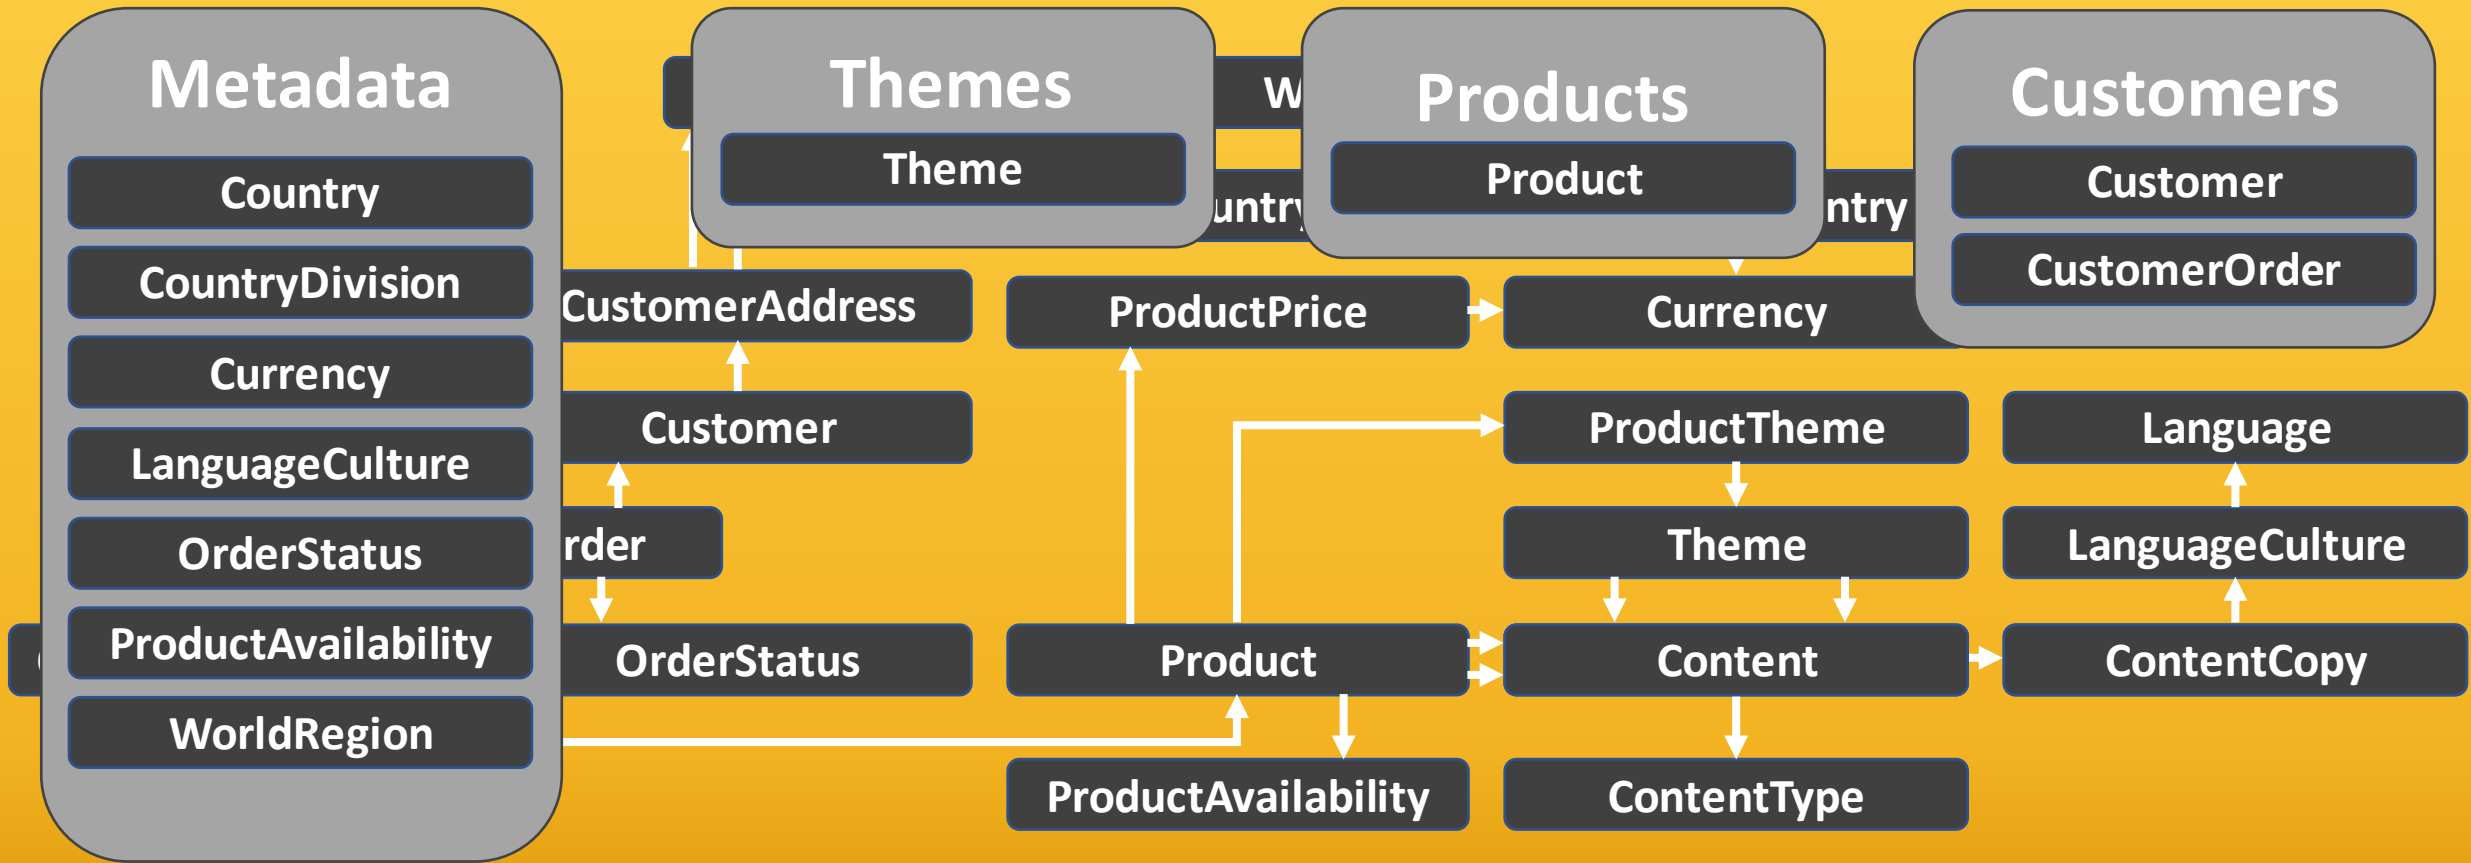 Metadata
Country
CountryDivision
Currency
LanguageCulture
OrderStatus
ProductAvailability
WorldRegion
Themes
Theme
Products
Product
Customers
Customer
CustomerOrder
CustomerAddress
ProductPrice
Currency
Customer
ProductTheme
Language
Theme
LanguageCulture
OrderStatus
Product
Content
ContentCopy
ProductAvailability
ContentType